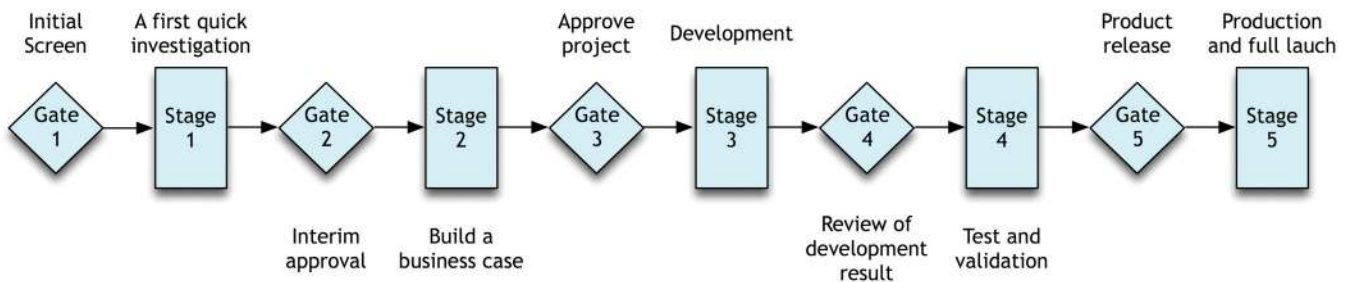 Initial
Screen
A first quick
investigation
Approve
project
Development
Product
release
Production
and full lauch
Gate
1
Stage
1
Gate
2
Stage
2
Gate
3
Stage
3
Gate
4
Stage
4
Gate
5
Stage
5
Interim
approval
Build a
business case
Review of
development
result
Test and
validation